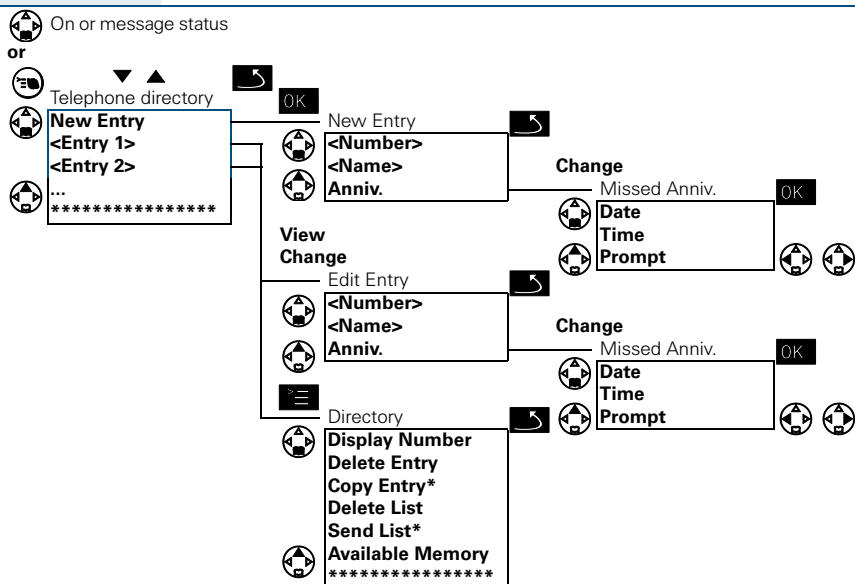 On or message status
or
▼ ▲
Telephone directory
New Entry
<Entry 1>
<Entry 2>
...
****************
OK
New Entry
<Number>
<Name>
Anniv.
Change
Missed Anniv.
OK
Date
Time
Prompt
View
Change
Edit Entry
<Number>
<Name>
Anniv.
Change
Missed Anniv.
OK
Date
Time
Prompt
Directory
Display Number
Delete Entry
Copy Entry*
Delete List
Send List*
Available Memory
****************